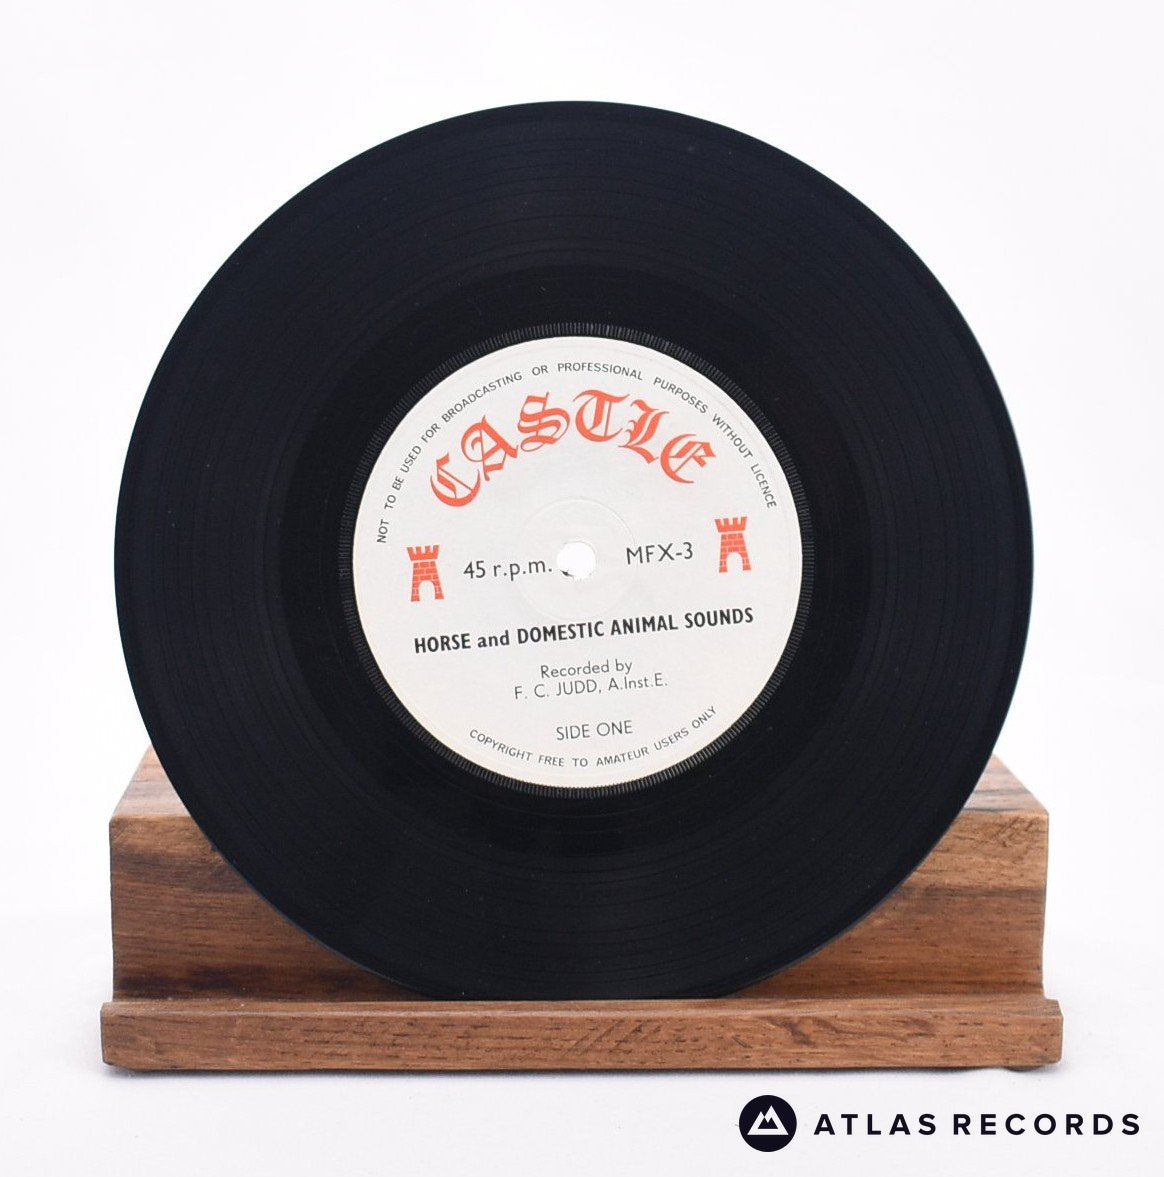 NOT TO BE USED FOR BROADCASTING OR PROFESSIONAL PURPOSES WITHOUT LICENCE
CASTLE
45 r.p.m. MFX-3
HORSE and DOMESTIC ANIMAL SOUNDS
Recorded by
F. C. JUDD, A.Inst.E.
SIDE ONE
COPYRIGHT FREE TO AMATEUR USERS ONLY
ATLAS RECORDS